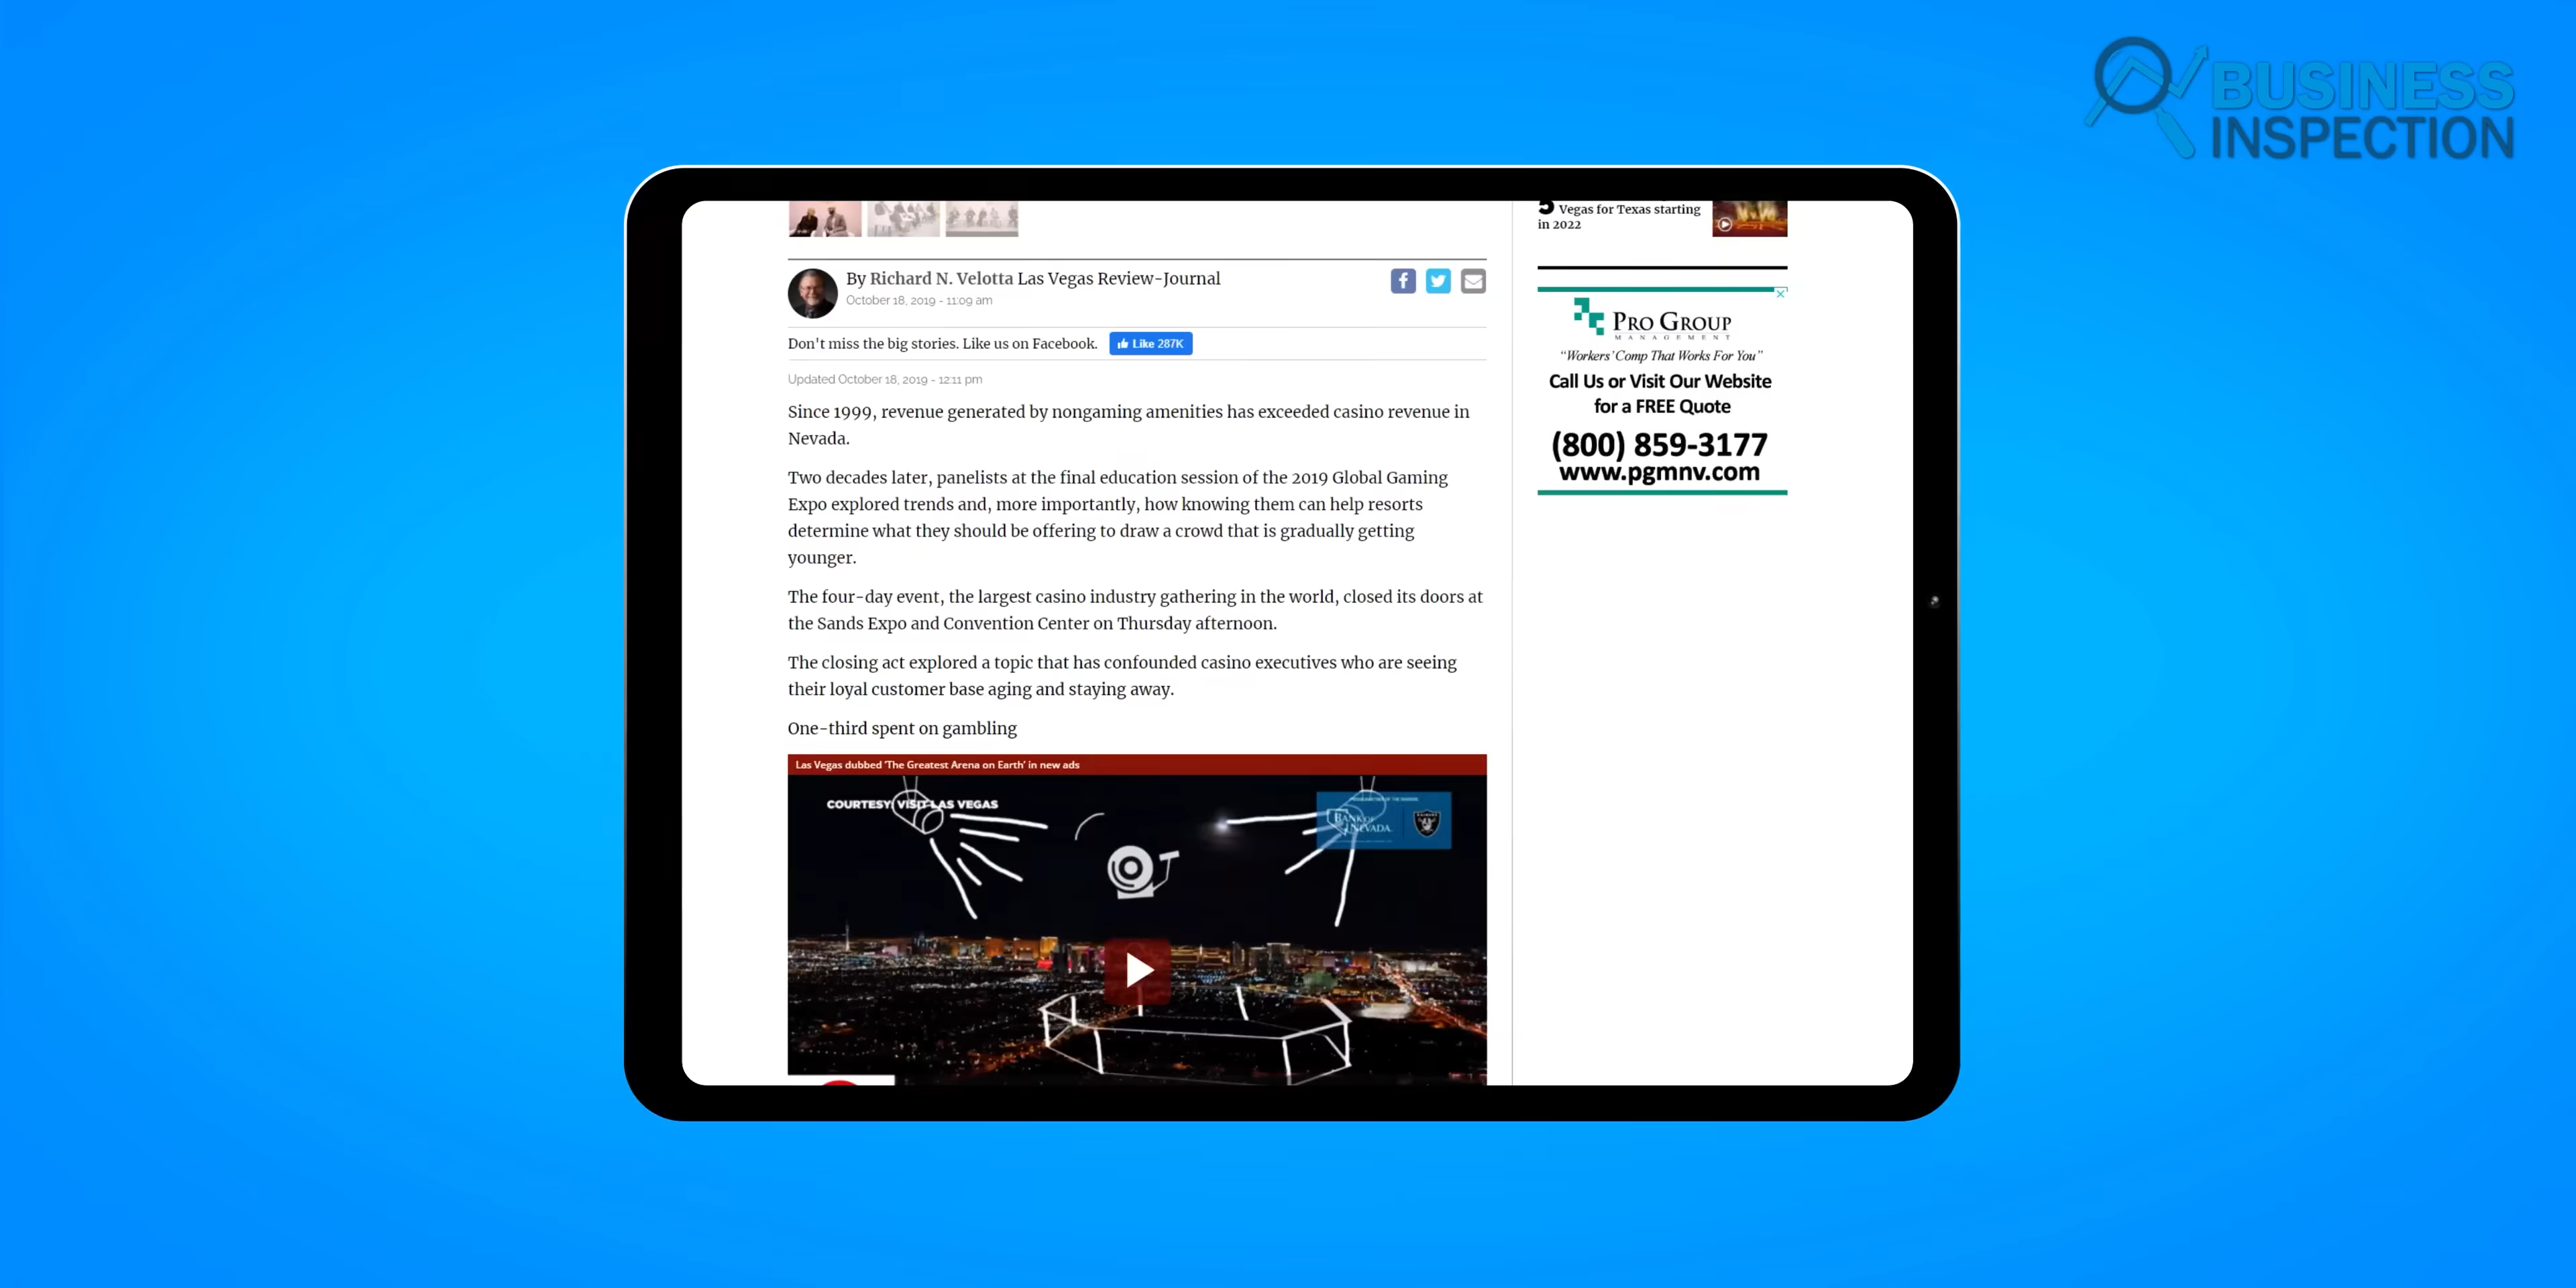 BUSINESS
INSPECTION
5 Vegas for Texas starting
in 2022
By Richard N. Velotta Las Vegas Review-Journal
October 18, 2019 - 11:09 am
Don't miss the big stories. Like us on Facebook. Like 287K
Updated October 18, 2019 - 12:11 pm
Since 1999, revenue generated by nongaming amenities has exceeded casino revenue in
Nevada.
Two decades later, panelists at the final education session of the 2019 Global Gaming
Expo explored trends and, more importantly, how knowing them can help resorts
determine what they should be offering to draw a crowd that is gradually getting
younger.
The four-day event, the largest casino industry gathering in the world, closed its doors at
the Sands Expo and Convention Center on Thursday afternoon.
The closing act explored a topic that has confounded casino executives who are seeing
their loyal customer base aging and staying away.
One-third spent on gambling
Las Vegas dubbed 'The Greatest Arena on Earth' in new ads
COURTESY VISIT LAS VEGAS
BANK OF
NEVADA
PRO GROUP
MANAGEMENT
"Workers' Comp That Works For You"
Call Us or Visit Our Website
for a FREE Quote
(800) 859-3177
www.pgmnv.com